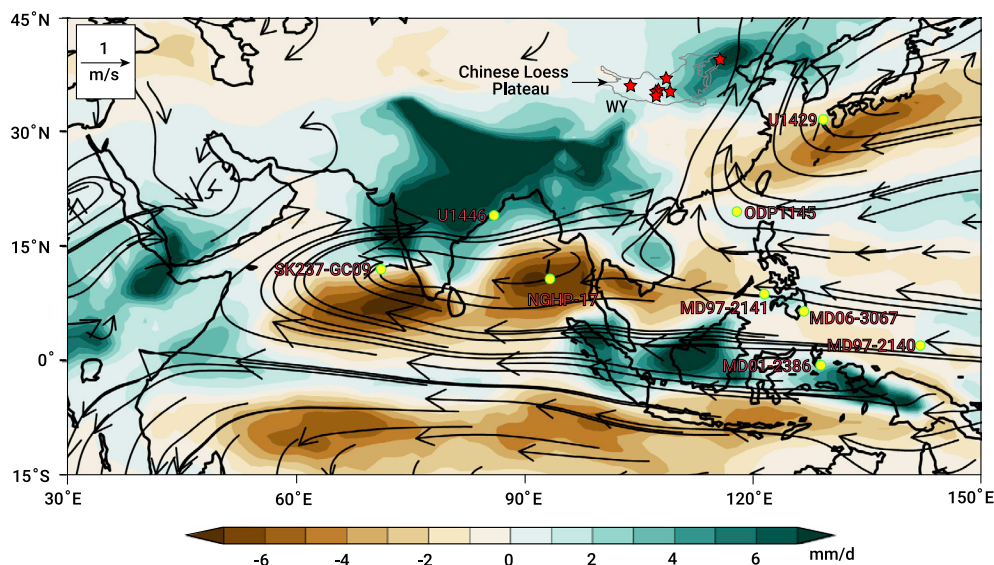 45°N
30°N
15°N
0°
15°S
1
m/s
Chinese Loess
Plateau
WY
U1429
ODP1145
U1446
SK237-GC09
NGHP-17
MD97-2141
MD06-3067
MD97-2140
MD01-2386
30°E
60°E
90°E
120°E
150°E
-6
-4
-2
0
2
4
6
mm/d